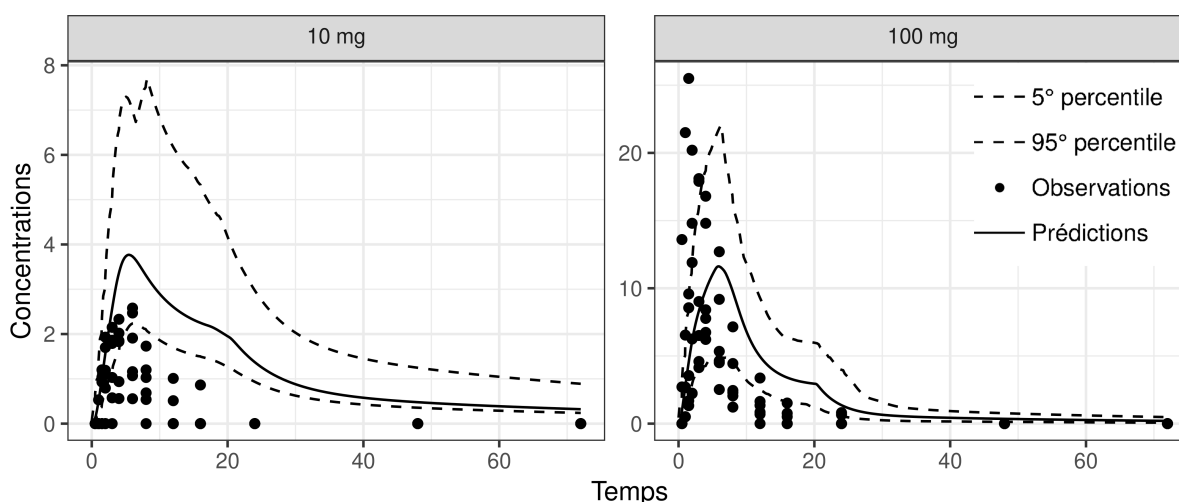 10 mg
100 mg
8
6
4
2
0
20
10
0
5° percentile
95° percentile
Observations
Prédictions
0 20 40 60
0 20 40 60
Concentrations
Temps